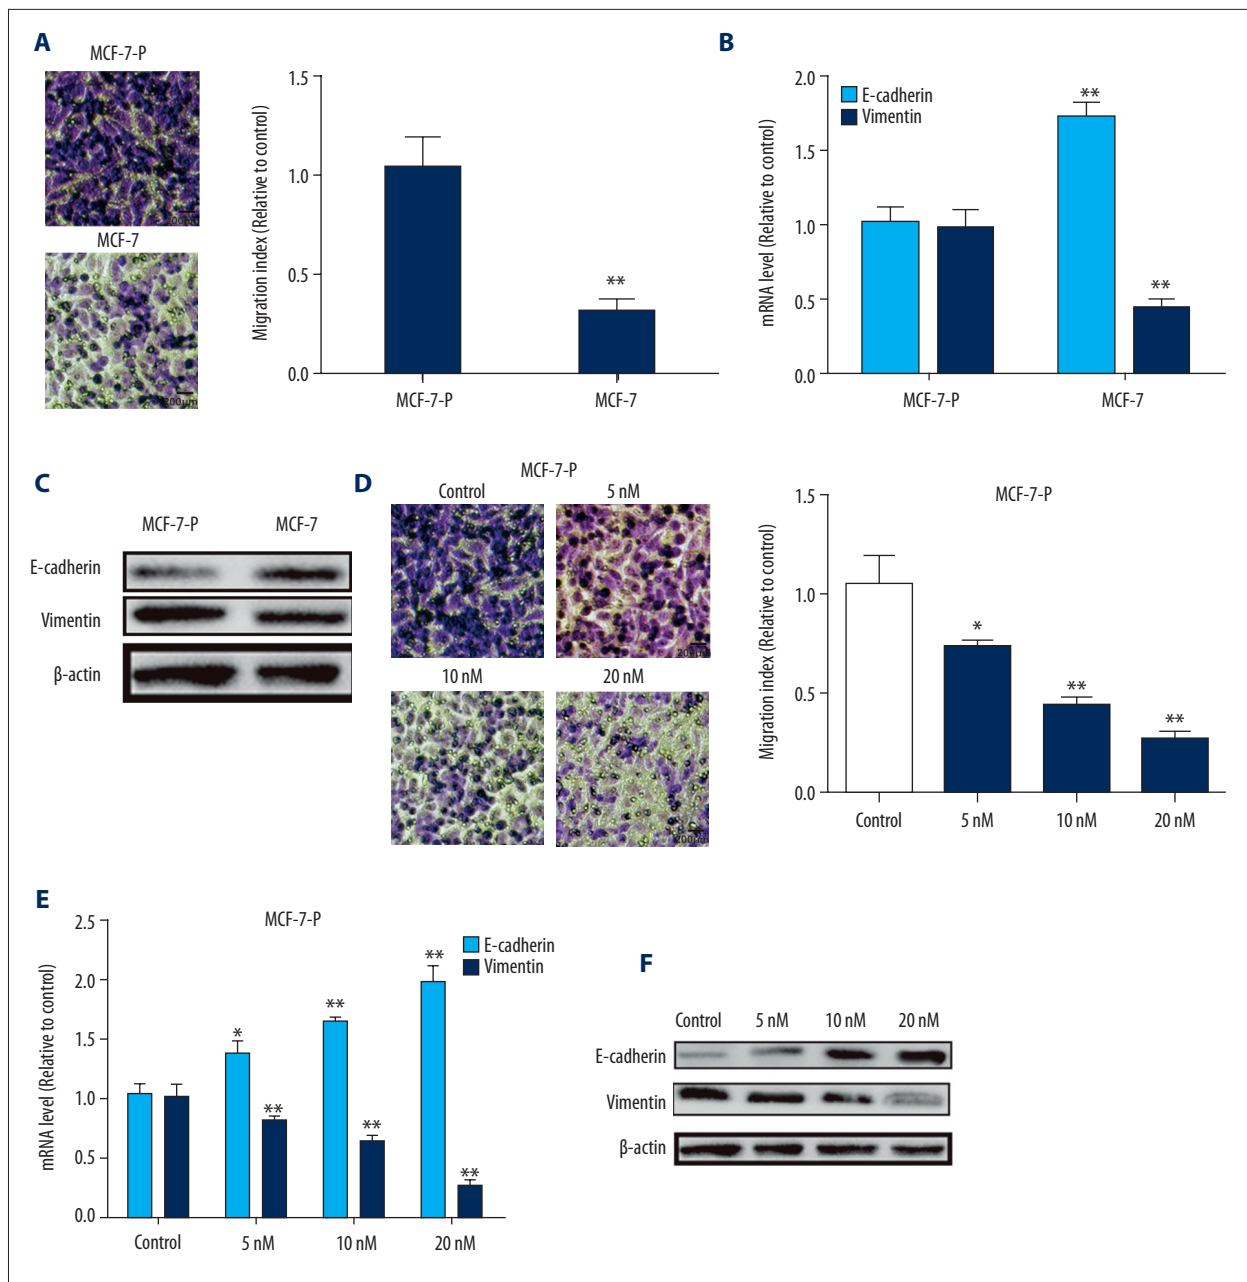 A
MCF-7-P
200μm
MCF-7
200μm
Migration index (Relative to control)
1.5
1.0
0.5
0.0
**
MCF-7-P
MCF-7
B
mRNA level (Relative to control)
2.0
1.5
1.0
0.5
0.0
E-cadherin
Vimentin
**
**
MCF-7-P
MCF-7
C
MCF-7-P
MCF-7
E-cadherin
Vimentin
β-actin
D
MCF-7-P
Control
5 nM
200μm
10 nM
20 nM
200μm
MCF-7-P
Migration index (Relative to control)
1.5
1.0
0.5
0.0
*
**
**
Control
5 nM
10 nM
20 nM
E
MCF-7-P
mRNA level (Relative to control)
2.5
2.0
1.5
1.0
0.5
0.0
E-cadherin
Vimentin
*
**
**
**
**
**
Control
5 nM
10 nM
20 nM
F
Control
5 nM
10 nM
20 nM
E-cadherin
Vimentin
β-actin